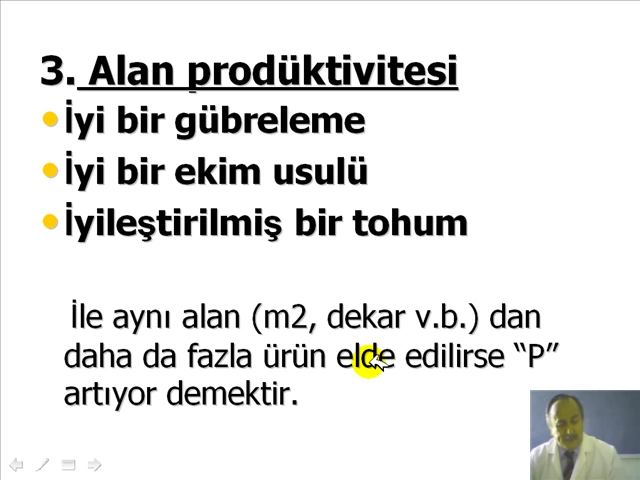 3. Alan prodüktivitesi
İyi bir gübreleme
İyi bir ekim usulü
İyileştirilmiş bir tohum
İle aynı alan (m2, dekar v.b.) dan
daha da fazla ürün elde edilirse “P”
artıyor demektir.